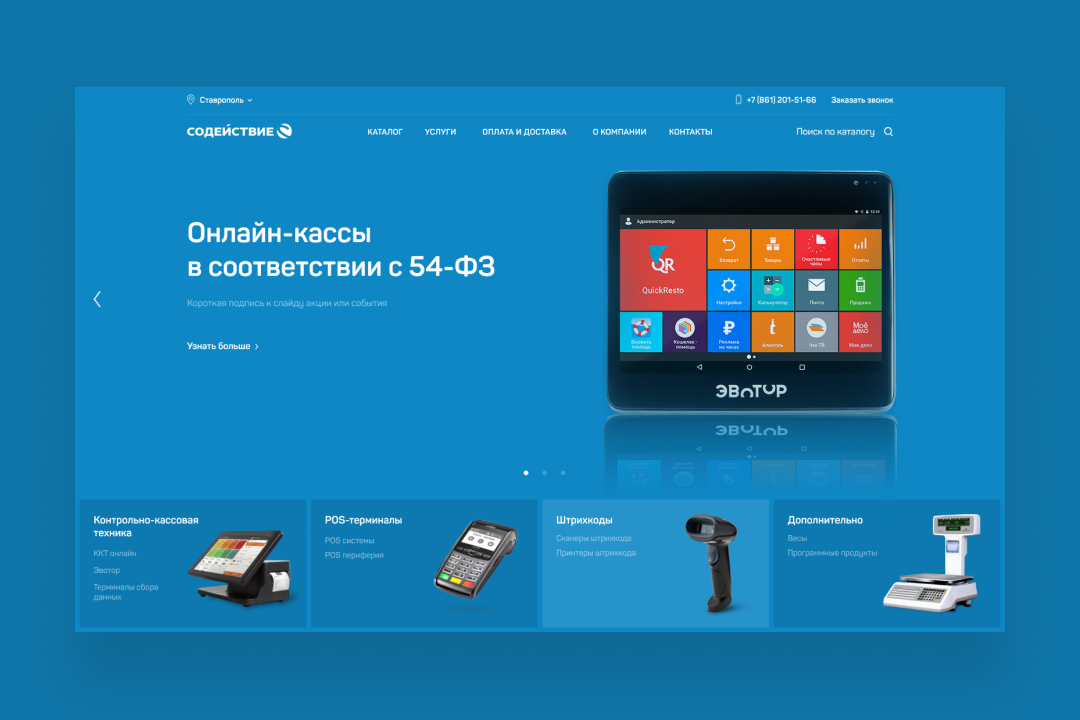 Ставрополь
+7 (861) 201-51-66
Заказать звонок
СОДЕЙСТВИЕ
КАТАЛОГ
УСЛУГИ
ОПЛАТА И ДОСТАВКА
О КОМПАНИИ
КОНТАКТЫ
Поиск по каталогу
Онлайн-кассы
в соответствии с 54-ФЗ
Короткая подпись к слайду акции или события
Узнать больше
Администратор
QR
QuickResto
Возврат
Товары
Счастливые
часы
Отчеты
Настройки
Калькулятор
Почта
Продажа
Вызвать
помощь
Кошелек -
помощь
Реклама
на чеках
Алкоголь
Чек ТВ
Моё
дело
Мое дело
ЭВОТОР
Контрольно-кассовая
техника
ККТ онлайн
Эвотор
Терминалы сбора
данных
POS-терминалы
POS системы
POS периферия
Штрихкоды
Сканеры штрихкода
Принтеры штрихкода
Дополнительно
Весы
Программные продукты